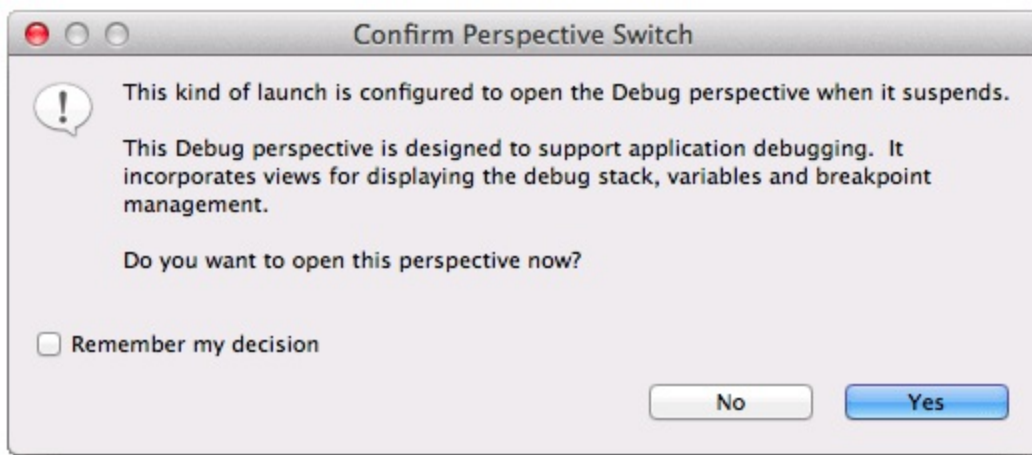 Confirm Perspective Switch
This kind of launch is configured to open the Debug perspective when it suspends.
This Debug perspective is designed to support application debugging.  It
incorporates views for displaying the debug stack, variables and breakpoint
management.
Do you want to open this perspective now?
Remember my decision
No
Yes